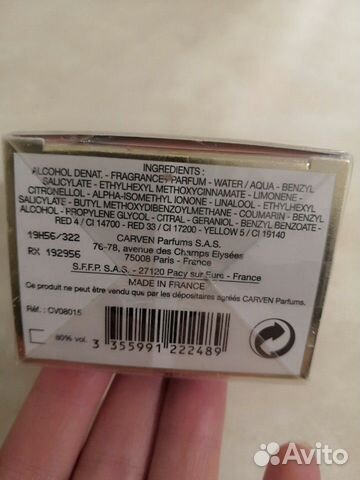 INGREDIENTS :
ALCOHOL DENAT. - FRAGRANCE / PARFUM - WATER / AQUA - BENZYL
SALICYLATE - ETHYLHEXYL METHOXYCINNAMATE - LIMONENE -
CITRONELLOL - ALPHA-ISOMETHYL IONONE - LINALOOL - ETHYLHEXYL
SALICYLATE - BUTYL METHOXYDIBENZOYLMETHANE - COUMARIN - BENZYL
ALCOHOL - PROPYLENE GLYCOL - CITRAL - GERANIOL - BENZYL BENZOATE -
RED 4 / CI 14700 - RED 33 / CI 17200 - YELLOW 5 / CI 19140
19H56/322
RX 192956
CARVEN Parfums S.A.S.
76-78, avenue des Champs Elysées
75008 Paris - France
S.F.F.P. S.A.S. - 27120 Pacy sur Eure - France
MADE IN FRANCE
Ce produit ne peut être vendu que par les dépositaires agréés CARVEN Parfums.
Réf. : CV08015
80% vol.
3 355991 222489
Avito